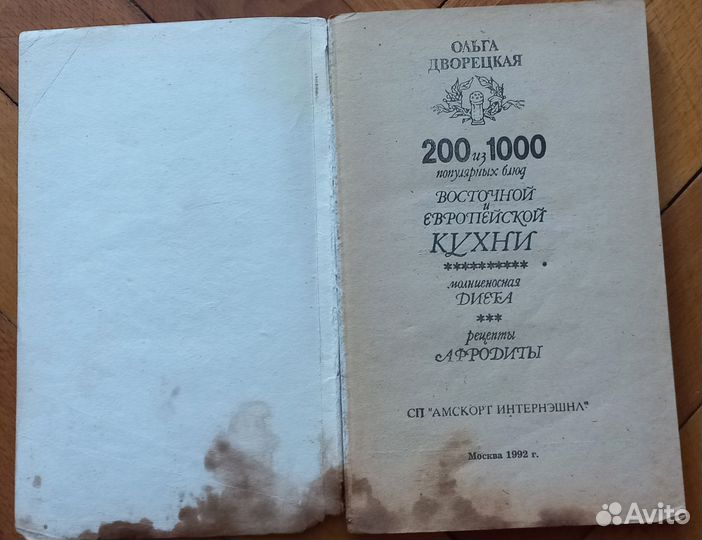 ОЛЬГА
ДВОРЕЦКАЯ
200 из 1000
популярных блюд
ВОСТОЧНОЙ
и
ЕВРОПЕЙСКОЙ
КУХНИ
**********
молниеносная
ДИЕТА
***
рецепты
АФРОДИТЫ
СП "АМСКОРТ ИНТЕРНЭШНЛ"
Москва 1992 г.
Avito